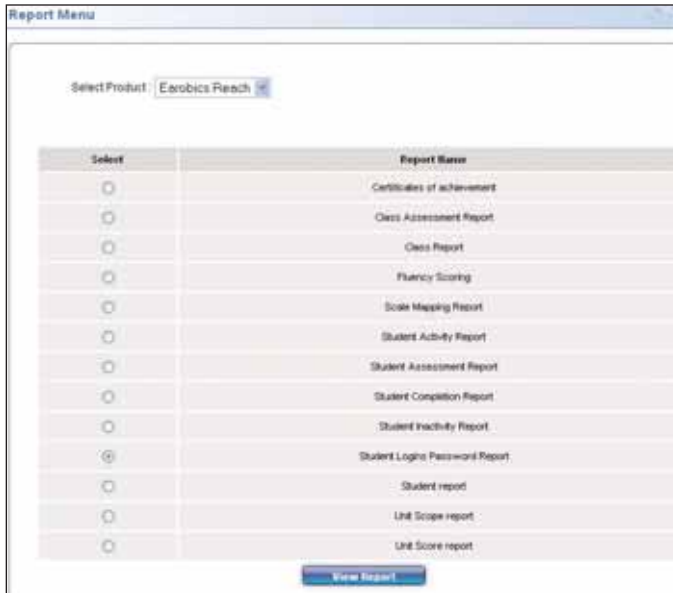 Report Menu
Select Product: Earobics Reach
Select Report Name
Certificates of achievement
Class Assessment Report
Class Report
Fluency Scoring
Scale Mapping Report
Student Activity Report
Student Assessment Report
Student Completion Report
Student Inactivity Report
Student Logins Password Report
Student report
Unit Scope report
Unit Score report
View Report